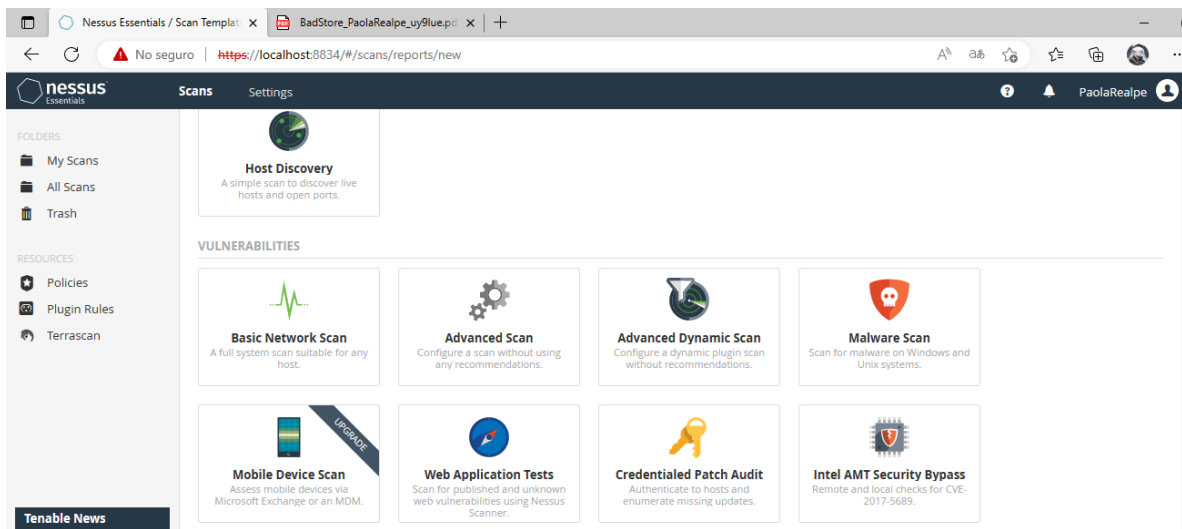 Nessus Essentials / Scan Templat
BadStore_PaolaRealpe_uy9lue.pd
No seguro
https://localhost:8834/#/scans/reports/new
nessus
Essentials
Scans
Settings
PaolaRealpe
FOLDERS
My Scans
All Scans
Trash
RESOURCES
Policies
Plugin Rules
Terrascan
Tenable News
Host Discovery
A simple scan to discover live
hosts and open ports.
VULNERABILITIES
Basic Network Scan
A full system scan suitable for any
host.
Advanced Scan
Configure a scan without using
any recommendations.
Advanced Dynamic Scan
Configure a dynamic plugin scan
without recommendations.
Malware Scan
Scan for malware on Windows and
Unix systems.
UPGRADE
Mobile Device Scan
Assess mobile devices via
Microsoft Exchange or an MDM.
Web Application Tests
Scan for published and unknown
web vulnerabilities using Nessus
Scanner.
Credentialed Patch Audit
Authenticate to hosts and
enumerate missing updates.
Intel AMT Security Bypass
Remote and local checks for CVE-
2017-5689.